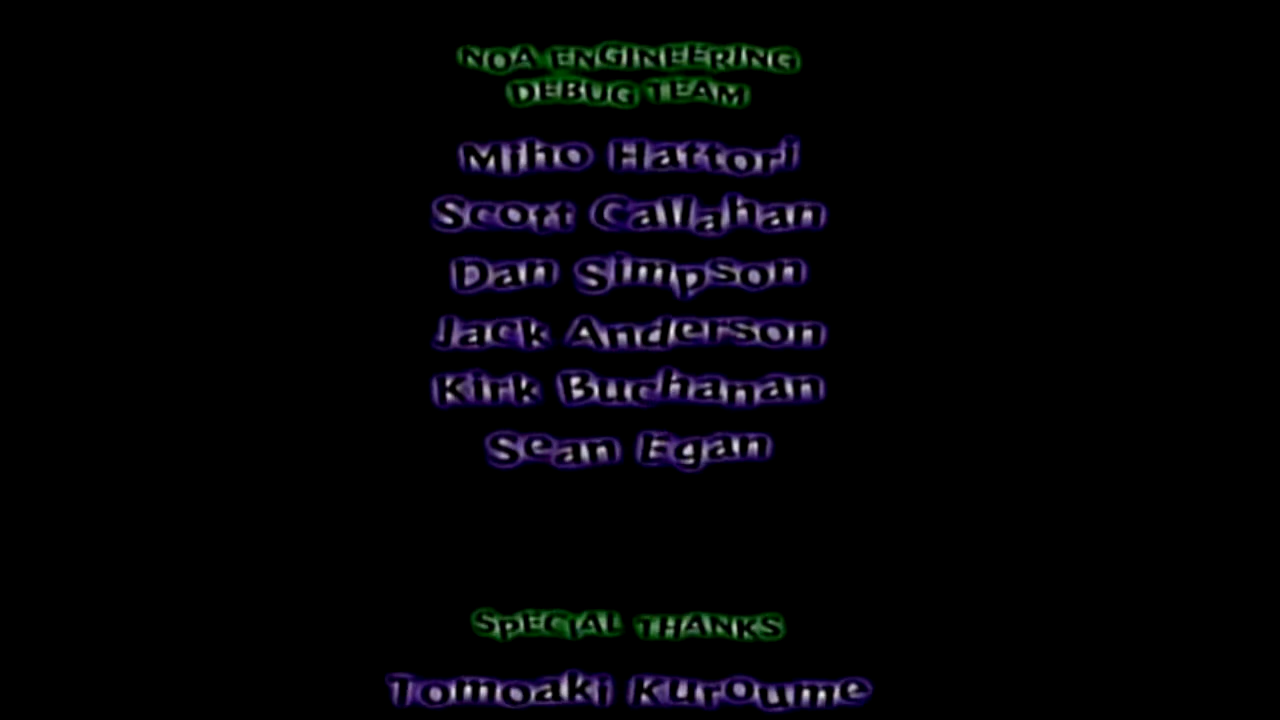 NOA ENGINEERING
DEBUG TEAM
Miho Hattori
Scott Callahan
Dan Simpson
Jack Anderson
Kirk Buchanan
Sean Egan
SPECIAL THANKS
Tomoaki Kuroume